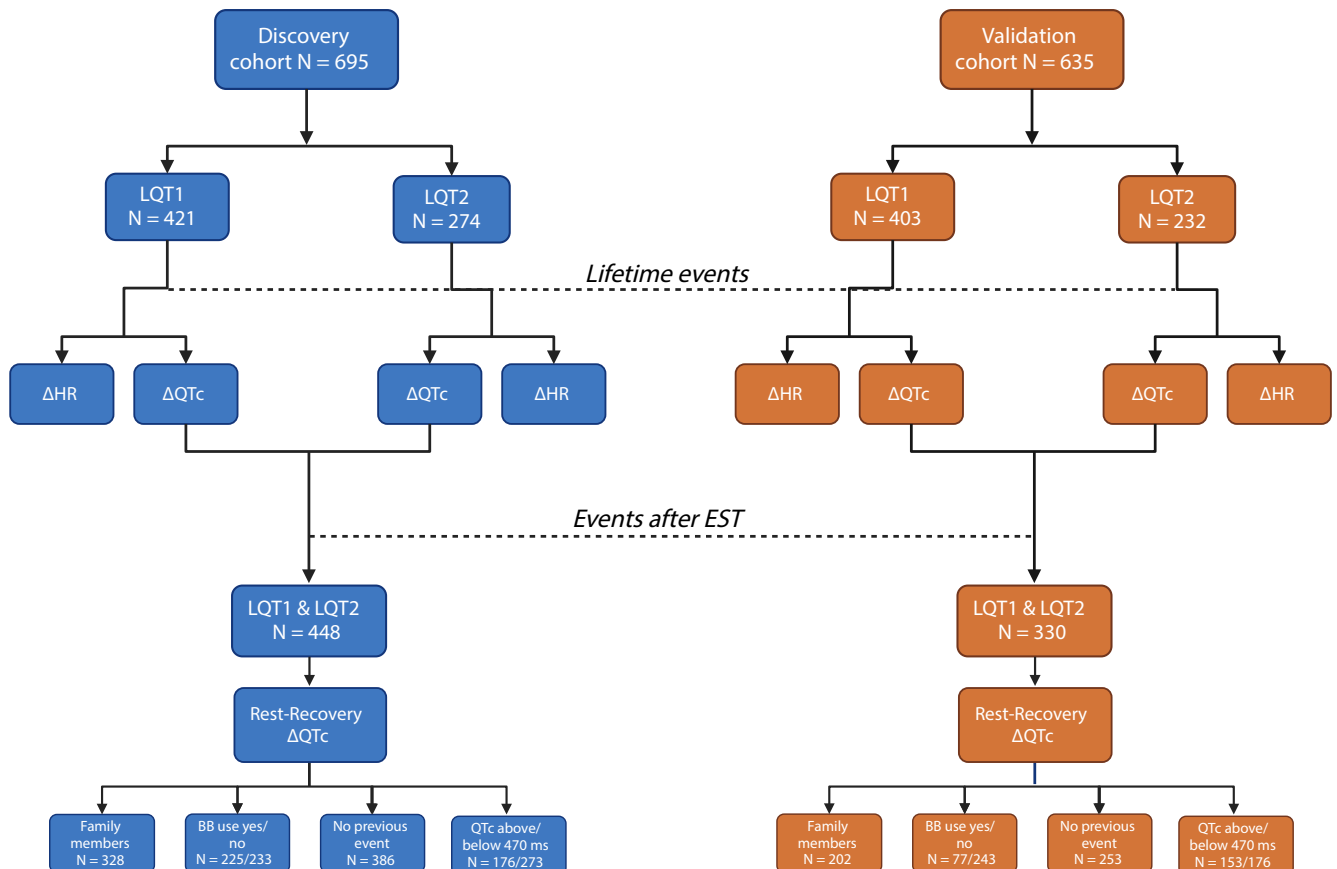 Discovery
cohort N = 695
Validation
cohort N = 635
LQT1
N = 421
LQT2
N = 274
LQT1
N = 403
LQT2
N = 232
Lifetime events
ΔHR
ΔQTc
ΔQTc
ΔHR
ΔHR
ΔQTc
ΔQTc
ΔHR
Events after EST
LQT1 & LQT2
N = 448
LQT1 & LQT2
N = 330
Rest-Recovery
ΔQTc
Rest-Recovery
ΔQTc
Family
members
N = 328
BB use yes/
no
N = 225/233
No previous
event
N = 386
QTc above/
below 470 ms
N = 176/273
Family
members
N = 202
BB use yes/
no
N = 77/243
No previous
event
N = 253
QTc above/
below 470 ms
N = 153/176